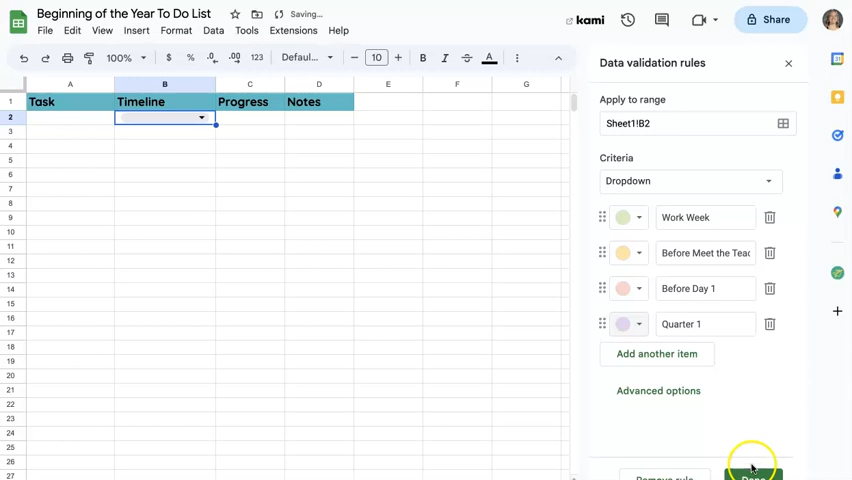 Beginning of the Year To Do List
Saving...
File Edit View Insert Format Data Tools Extensions Help
kami
Share
100% $ % .0 .00 123 Defaul... 10 B I A
A B C D E F G
1 Task Timeline Progress Notes
2
3
4
5
6
7
8
9
10
11
12
13
14
15
16
17
18
19
20
21
22
23
24
25
26
27
Data validation rules
Apply to range
Sheet1!B2
Criteria
Dropdown
Work Week
Before Meet the Teac
Before Day 1
Quarter 1
Add another item
Advanced options
Remove rule
Done